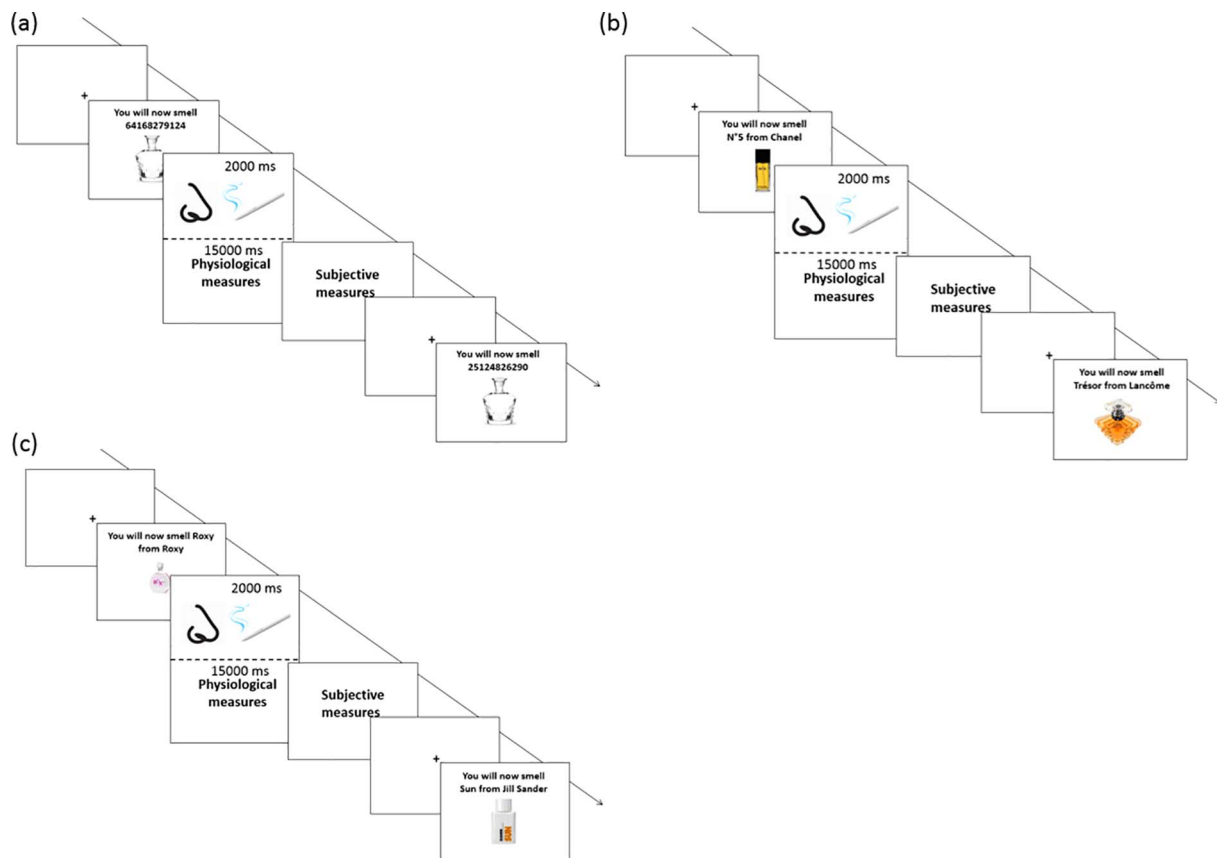 (a)
+
You will now smell
64168279124
2000 ms
15000 ms
Physiological
measures
Subjective
measures
+
You will now smell
25124826290
(b)
+
You will now smell
N°5 from Chanel
2000 ms
15000 ms
Physiological
measures
Subjective
measures
+
You will now smell
Trésor from Lancôme
(c)
+
You will now smell Roxy
from Roxy
2000 ms
15000 ms
Physiological
measures
Subjective
measures
+
You will now smell
Sun from Jill Sander
SUN